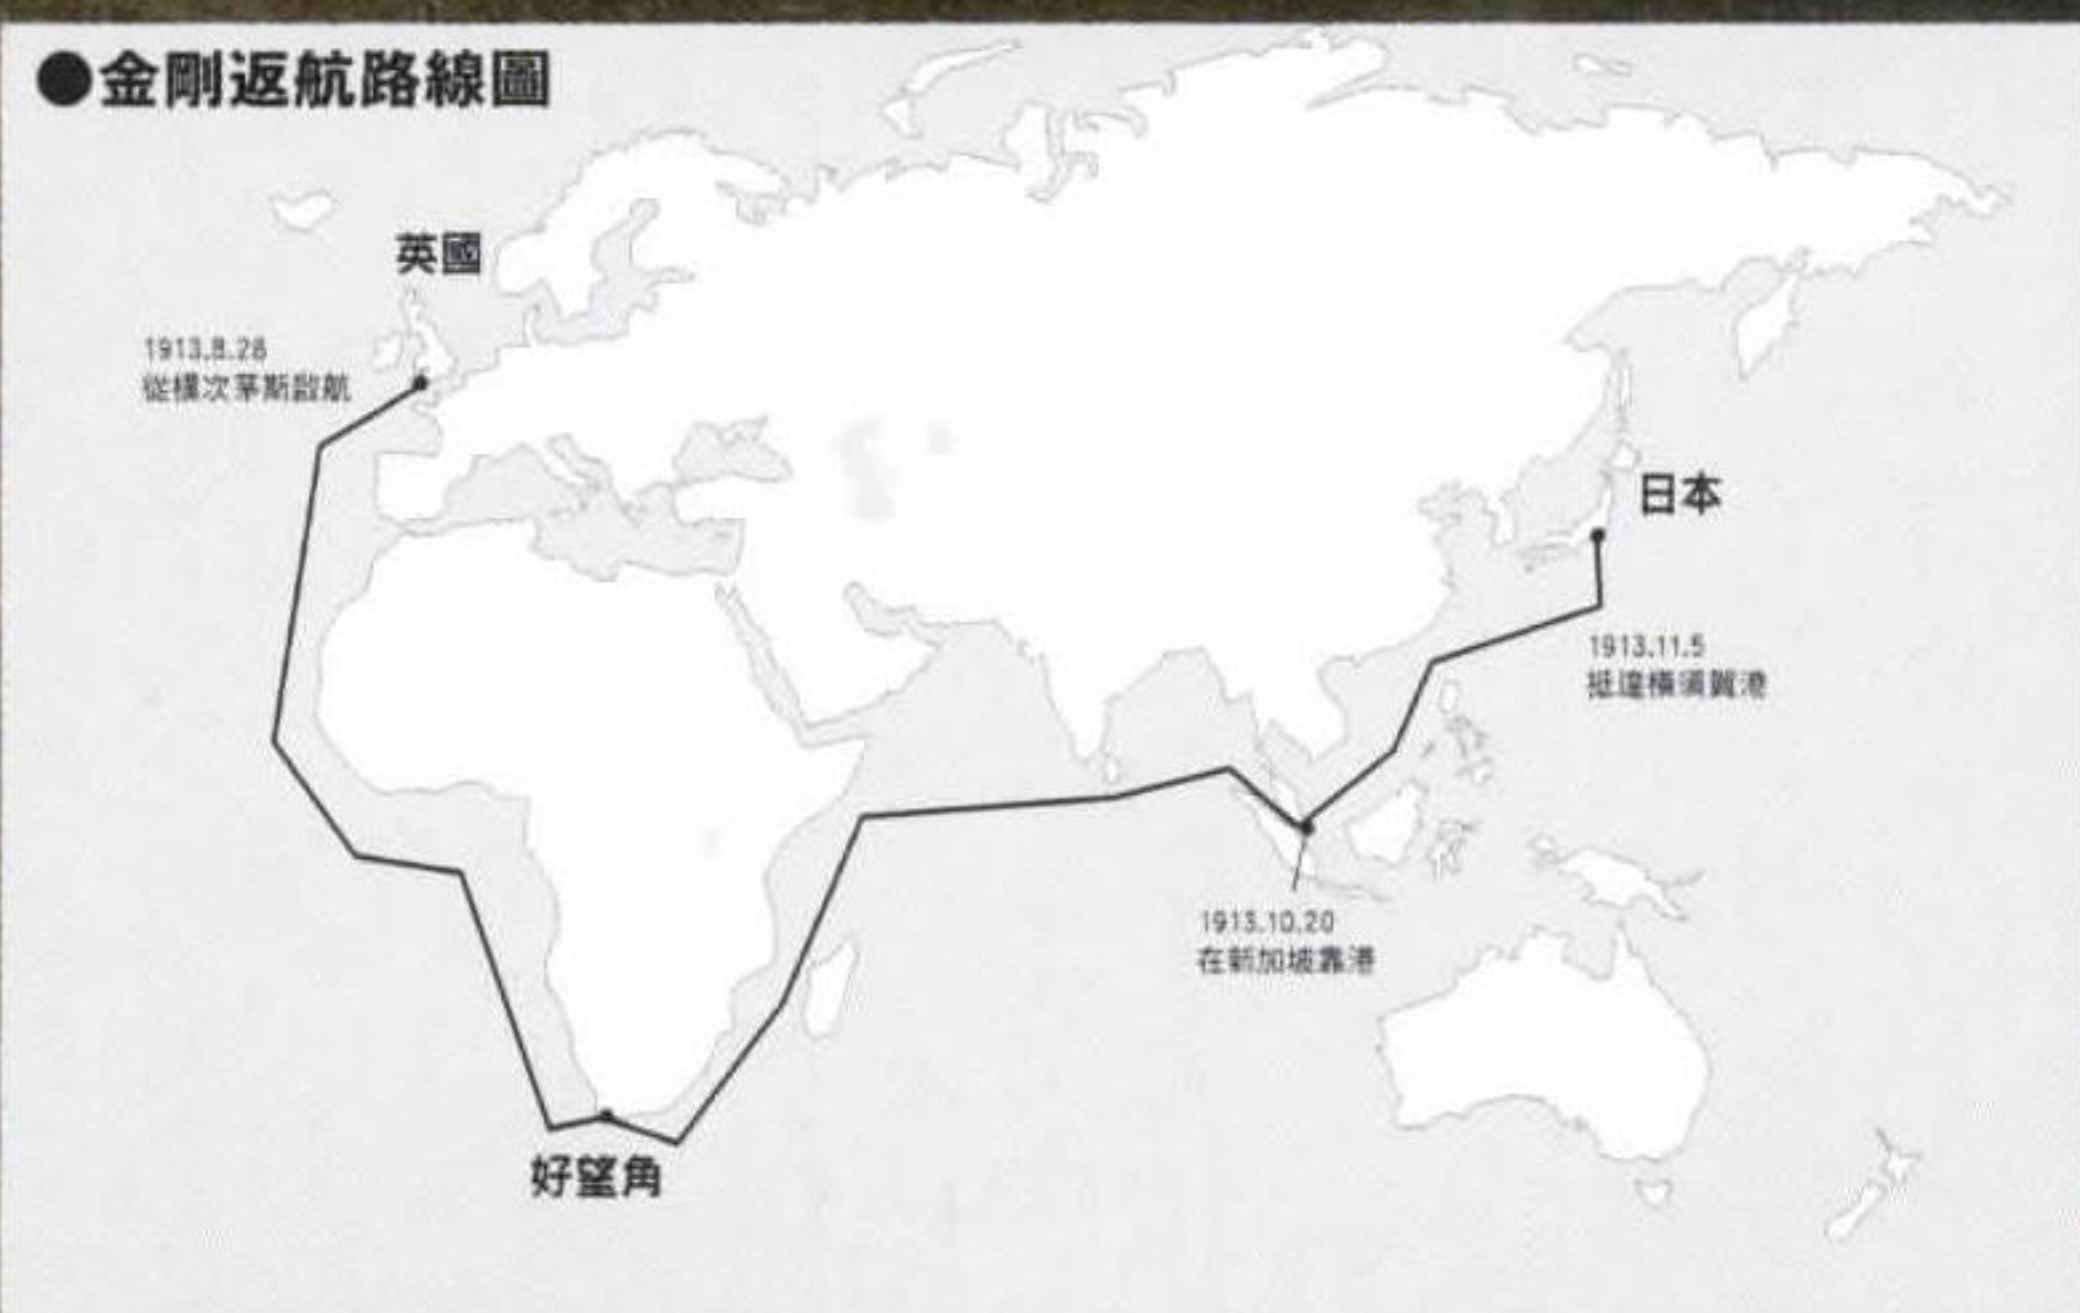 ●金剛返航路線圖
英國
1913.8.28
從樸次茅斯啟航
日本
1913.11.5
抵達橫須賀港
1913.10.20
在新加坡靠港
好望角